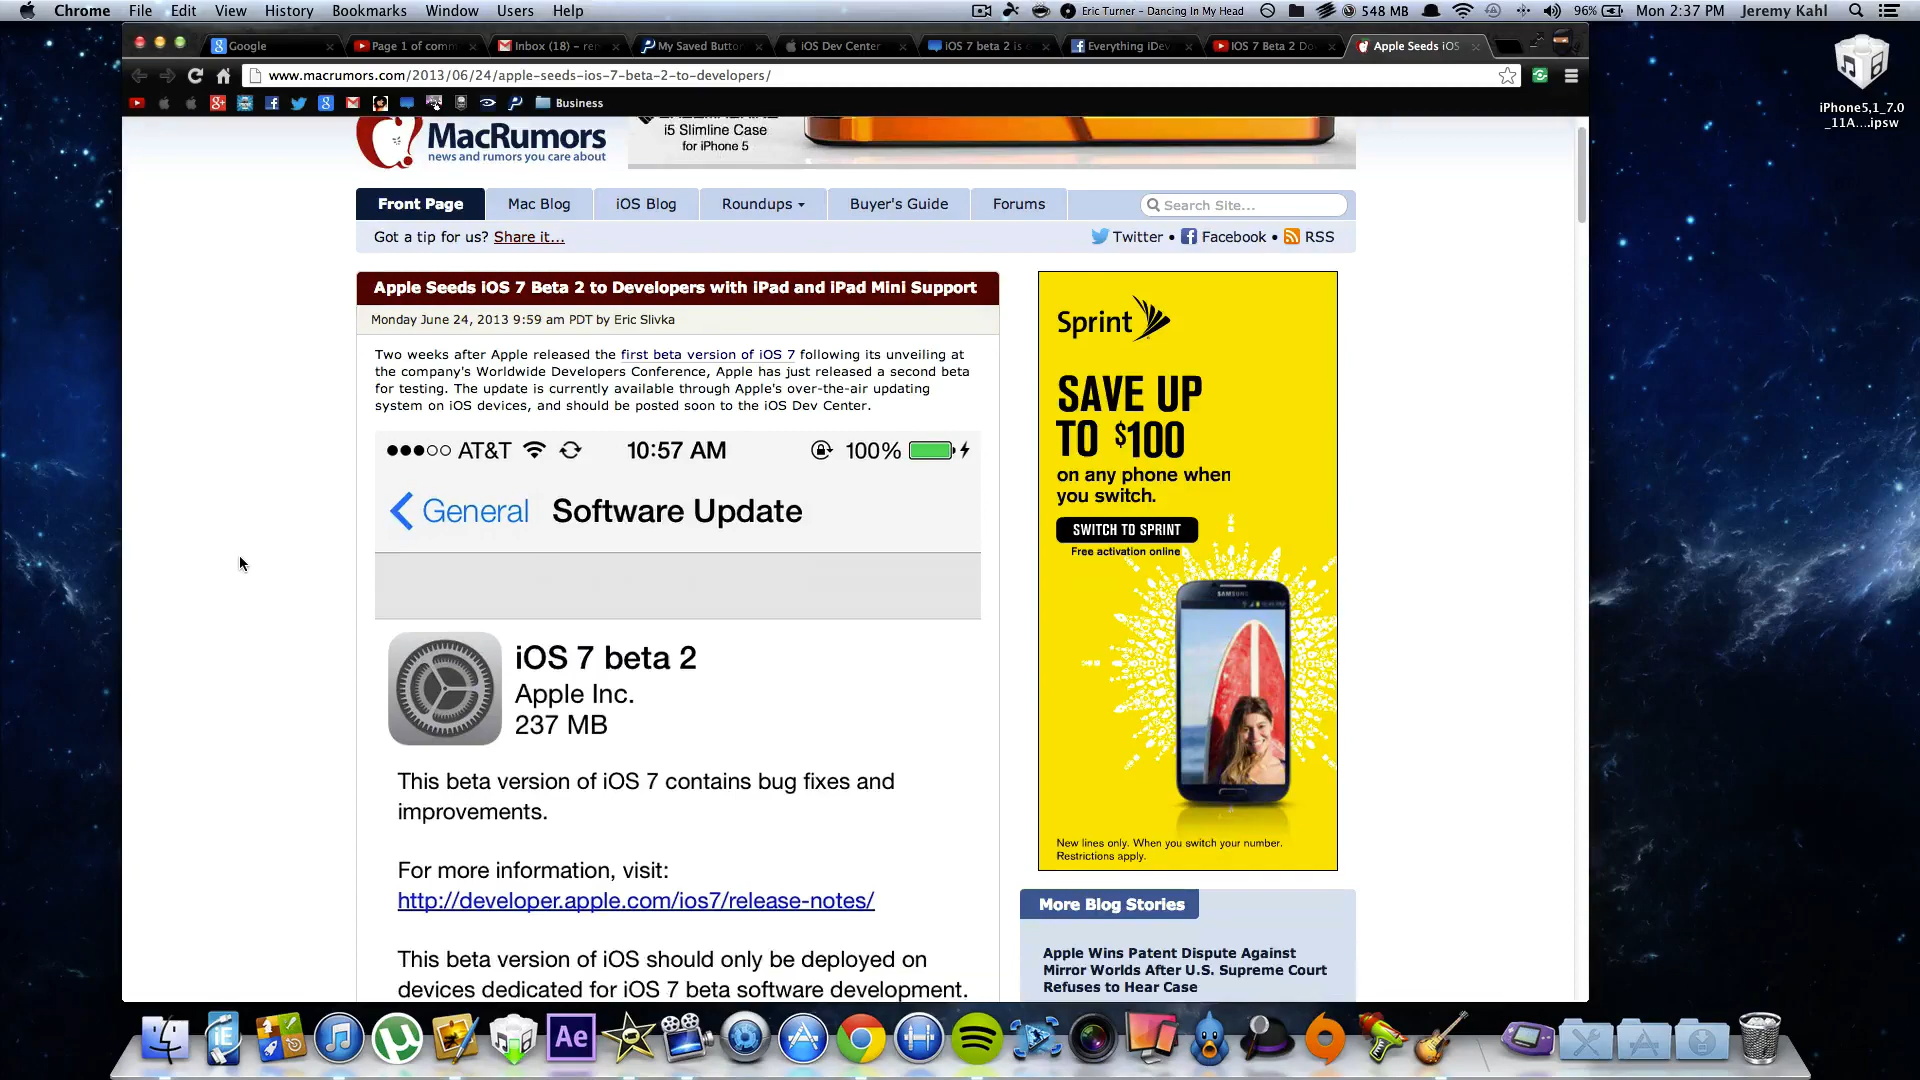 Chrome File Edit View History Bookmarks Window Users Help
Eric Turner - Dancing In My Head 548 MB 96% Mon 2:37 PM Jeremy Kahl
Google Page 1 of comm Inbox (18) – My Saved Button iOS Dev Center iOS 7 beta 2 is Everything iDev IOS 7 Beta 2 Do Apple Seeds iOS
www.macrumors.com/2013/06/24/apple-seeds-ios-7-beta-2-to-developers/
Business
iPhone5,1_7.0
_11A....ipsw
MacRumors
news and rumors you care about
i5 Slimline Case
for iPhone 5
Front Page Mac Blog iOS Blog Roundups Buyer's Guide Forums Search Site...
Got a tip for us? Share it... Twitter • Facebook • RSS
Apple Seeds iOS 7 Beta 2 to Developers with iPad and iPad Mini Support
Monday June 24, 2013 9:59 am PDT by Eric Slivka
Two weeks after Apple released the first beta version of iOS 7 following its unveiling at
the company's Worldwide Developers Conference, Apple has just released a second beta
for testing. The update is currently available through Apple's over-the-air updating
system on iOS devices, and should be posted soon to the iOS Dev Center.
AT&T 10:57 AM 100%
General Software Update
iOS 7 beta 2
Apple Inc.
237 MB
This beta version of iOS 7 contains bug fixes and
improvements.
For more information, visit:
http://developer.apple.com/ios7/release-notes/
This beta version of iOS should only be deployed on
devices dedicated for iOS 7 beta software development.
Sprint
SAVE UP
TO $100
on any phone when
you switch.
SWITCH TO SPRINT
Free activation online
SAMSUNG
New lines only. When you switch your number.
Restrictions apply.
More Blog Stories
Apple Wins Patent Dispute Against
Mirror Worlds After U.S. Supreme Court
Refuses to Hear Case
iE
Ae